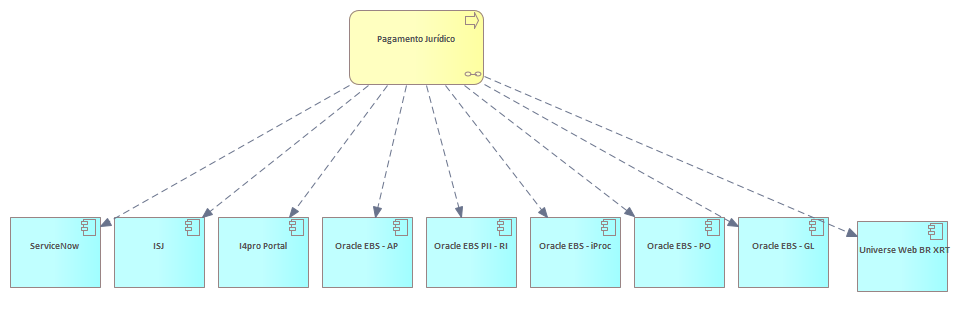 Pagamento Jurídico
ServiceNow
ISJ
I4pro Portal
Oracle EBS - AP
Oracle EBS PII - RI
Oracle EBS - iProc
Oracle EBS - PO
Oracle EBS - GL
Universe Web BR XRT